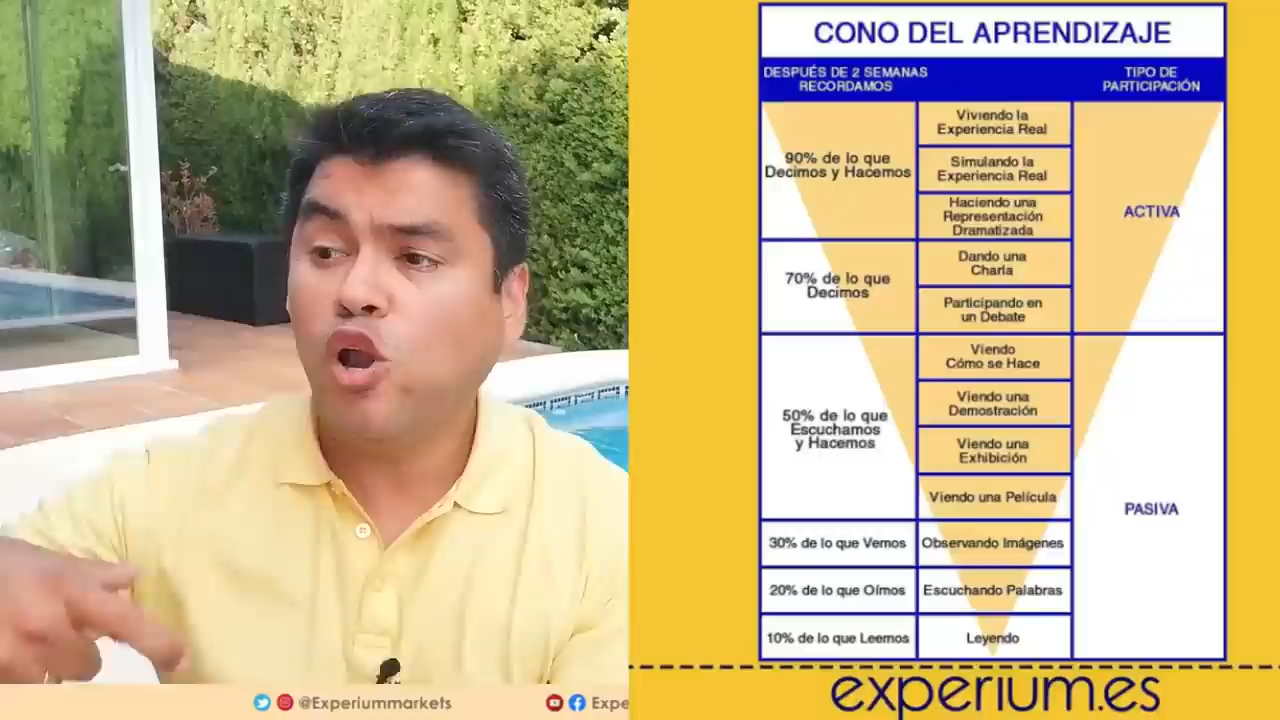 CONO DEL APRENDIZAJE
DESPUÉS DE 2 SEMANAS
RECORDAMOS
TIPO DE
PARTICIPACIÓN
90% de lo que
Decimos y Hacemos
Viviendo la
Experiencia Real
Simulando la
Experiencia Real
Haciendo una
Representación
Dramatizada
ACTIVA
70% de lo que
Decimos
Dando una
Charla
Participando en
un Debate
50% de lo que
Escuchamos
y Hacemos
Viendo
Cómo se Hace
Viendo una
Demostración
Viendo una
Exhibición
Viendo una Película
PASIVA
30% de lo que Vemos
Observando Imágenes
20% de lo que Oímos
Escuchando Palabras
10% de lo que Leemos
Leyendo
@Experiummarkets
Expe
experium.es